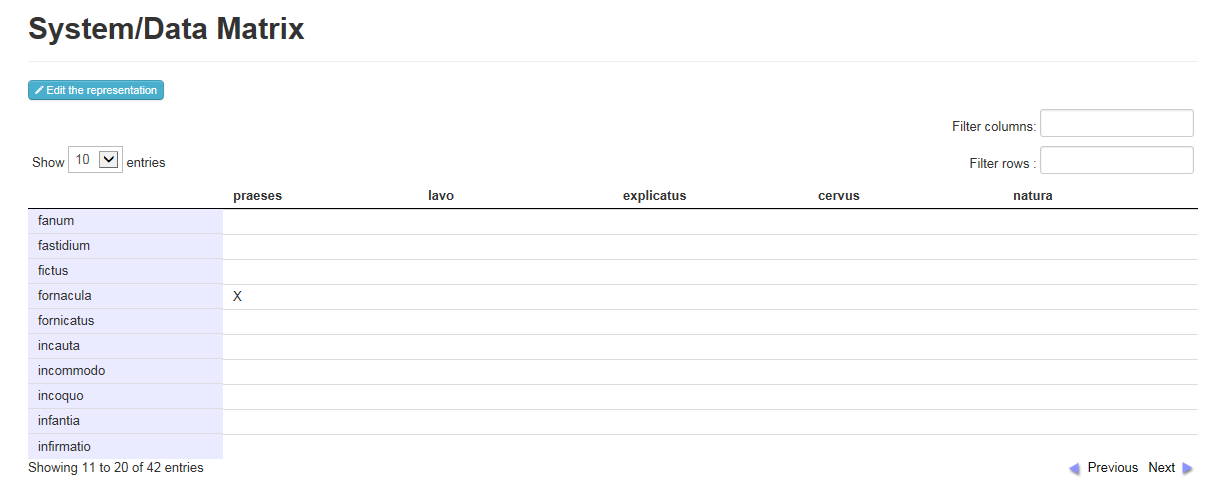 System/Data Matrix
Edit the representation
Filter columns:
Show 10 entries
Filter rows :
praeses lavo explicatus cervus natura
fanum
fastidium
fictus
fornacula X
fornicatus
incauta
incommodo
incoquo
infantia
infirmatio
Showing 11 to 20 of 42 entries Previous Next